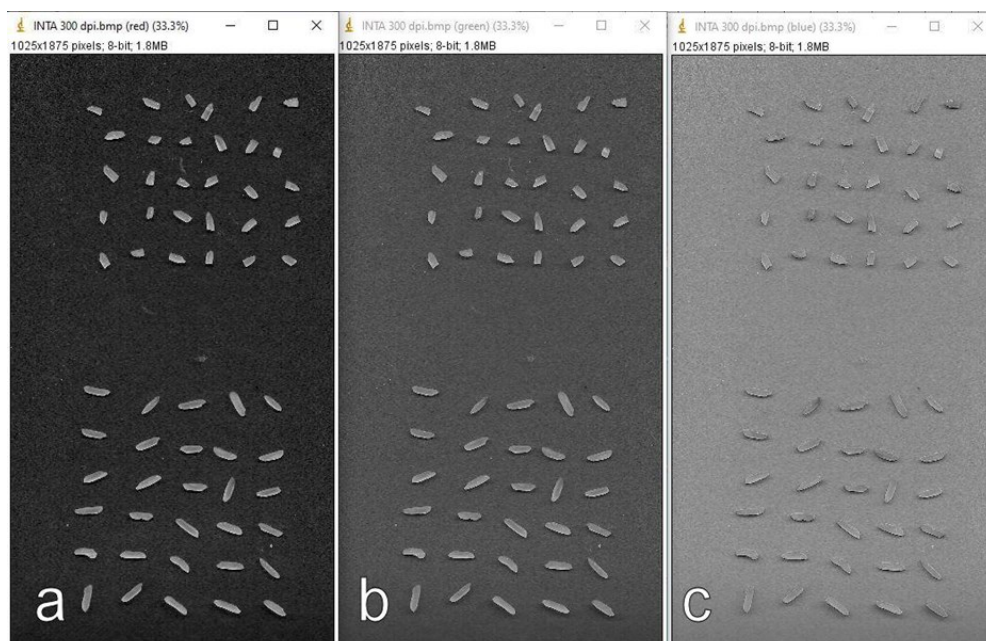 INTA 300 dpi.bmp (red) (33.3%)
1025x1875 pixels; 8-bit; 1.8MB
a
INTA 300 dpi.bmp (green) (33.3%)
1025x1875 pixels; 8-bit; 1.8MB
b
INTA 300 dpi.bmp (blue) (33.3%)
1025x1875 pixels; 8-bit; 1.8MB
c